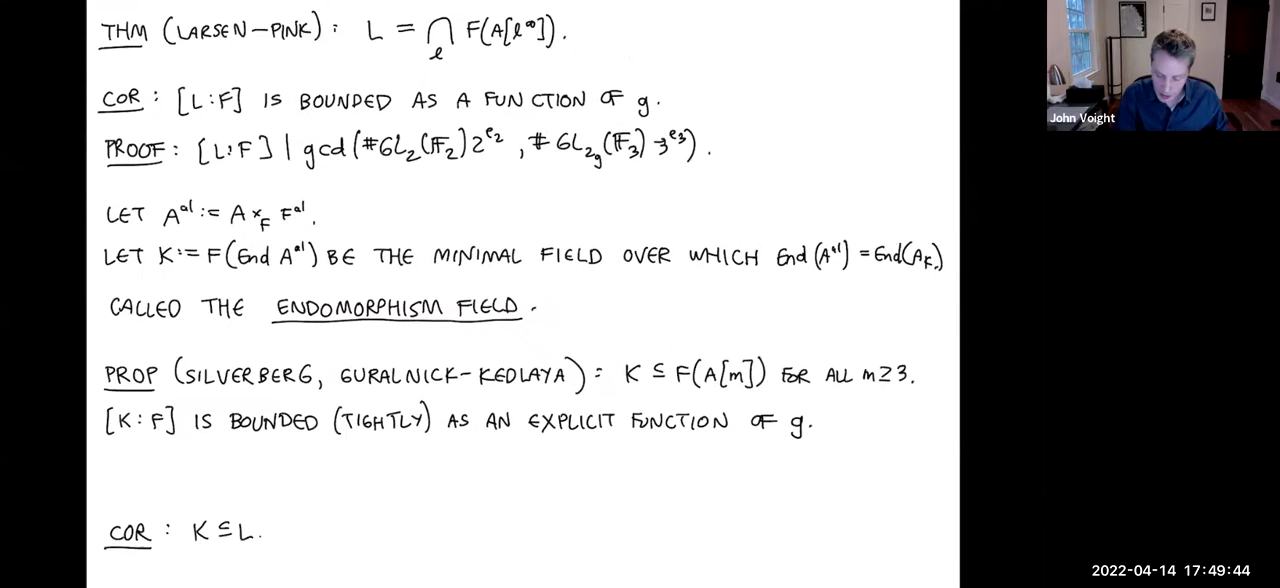 THM (LARSEN-PINK): L = ⋂_ℓ F(A[ℓ^∞]).
COR: [L:F] IS BOUNDED AS A FUNCTION OF g.
PROOF: [L:F] | gcd(#GL_2(𝔽_2)2^{e_2}, #GL_{2g}(𝔽_3)3^{e_3}).
LET A^{al} := A ×_F F^{al}.
LET K := F(End A^{al}) BE THE MINIMAL FIELD OVER WHICH End(A^{al}) = End(A_K)
CALLED THE ENDOMORPHISM FIELD.
PROP (SILVERBERG, GURALNICK-KEDLAYA): K ⊆ F(A[m]) FOR ALL m≥3.
[K:F] IS BOUNDED (TIGHTLY) AS AN EXPLICIT FUNCTION OF g.
COR: K ⊆ L.
John Voight
2022-04-14 17:49:44